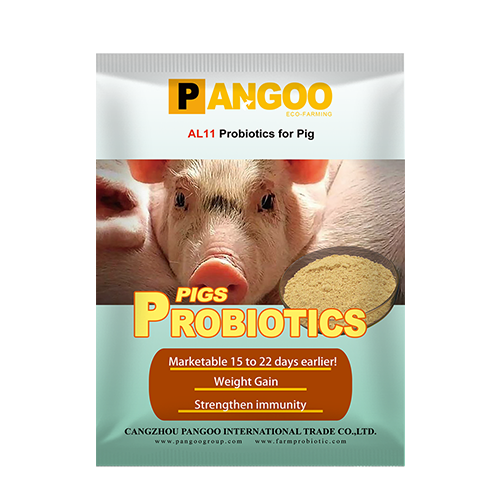 PANGOO
ECO-FARMING
AL11 Probiotics for Pig
PIGS
PROBIOTICS
Marketable 15 to 22 days earlier!
Weight Gain
Strengthen immunity
CANGZHOU PANGOO INTERNATIONAL TRADE CO.,LTD.
www.pangoogroup.com www.farmprobiotic.com